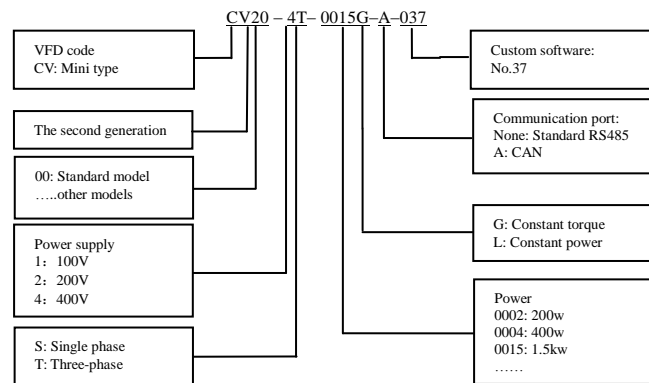 CV20 – 4T– 0015G–A–037
VFD code
CV: Mini type
The second generation
00: Standard model
…..other models
Power supply
1：100V
2：200V
4：400V
S: Single phase
T: Three-phase
Custom software:
No.37
Communication port:
None: Standard RS485
A: CAN
G: Constant torque
L: Constant power
Power
0002: 200w
0004: 400w
0015: 1.5kw
……